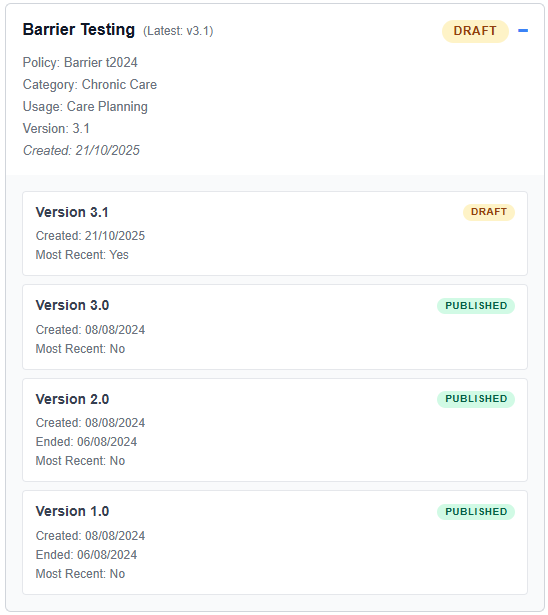 Barrier Testing (Latest: v3.1) DRAFT
Policy: Barrier t2024
Category: Chronic Care
Usage: Care Planning
Version: 3.1
Created: 21/10/2025
Version 3.1 DRAFT
Created: 21/10/2025
Most Recent: Yes
Version 3.0 PUBLISHED
Created: 08/08/2024
Most Recent: No
Version 2.0 PUBLISHED
Created: 08/08/2024
Ended: 06/08/2024
Most Recent: No
Version 1.0 PUBLISHED
Created: 08/08/2024
Ended: 06/08/2024
Most Recent: No